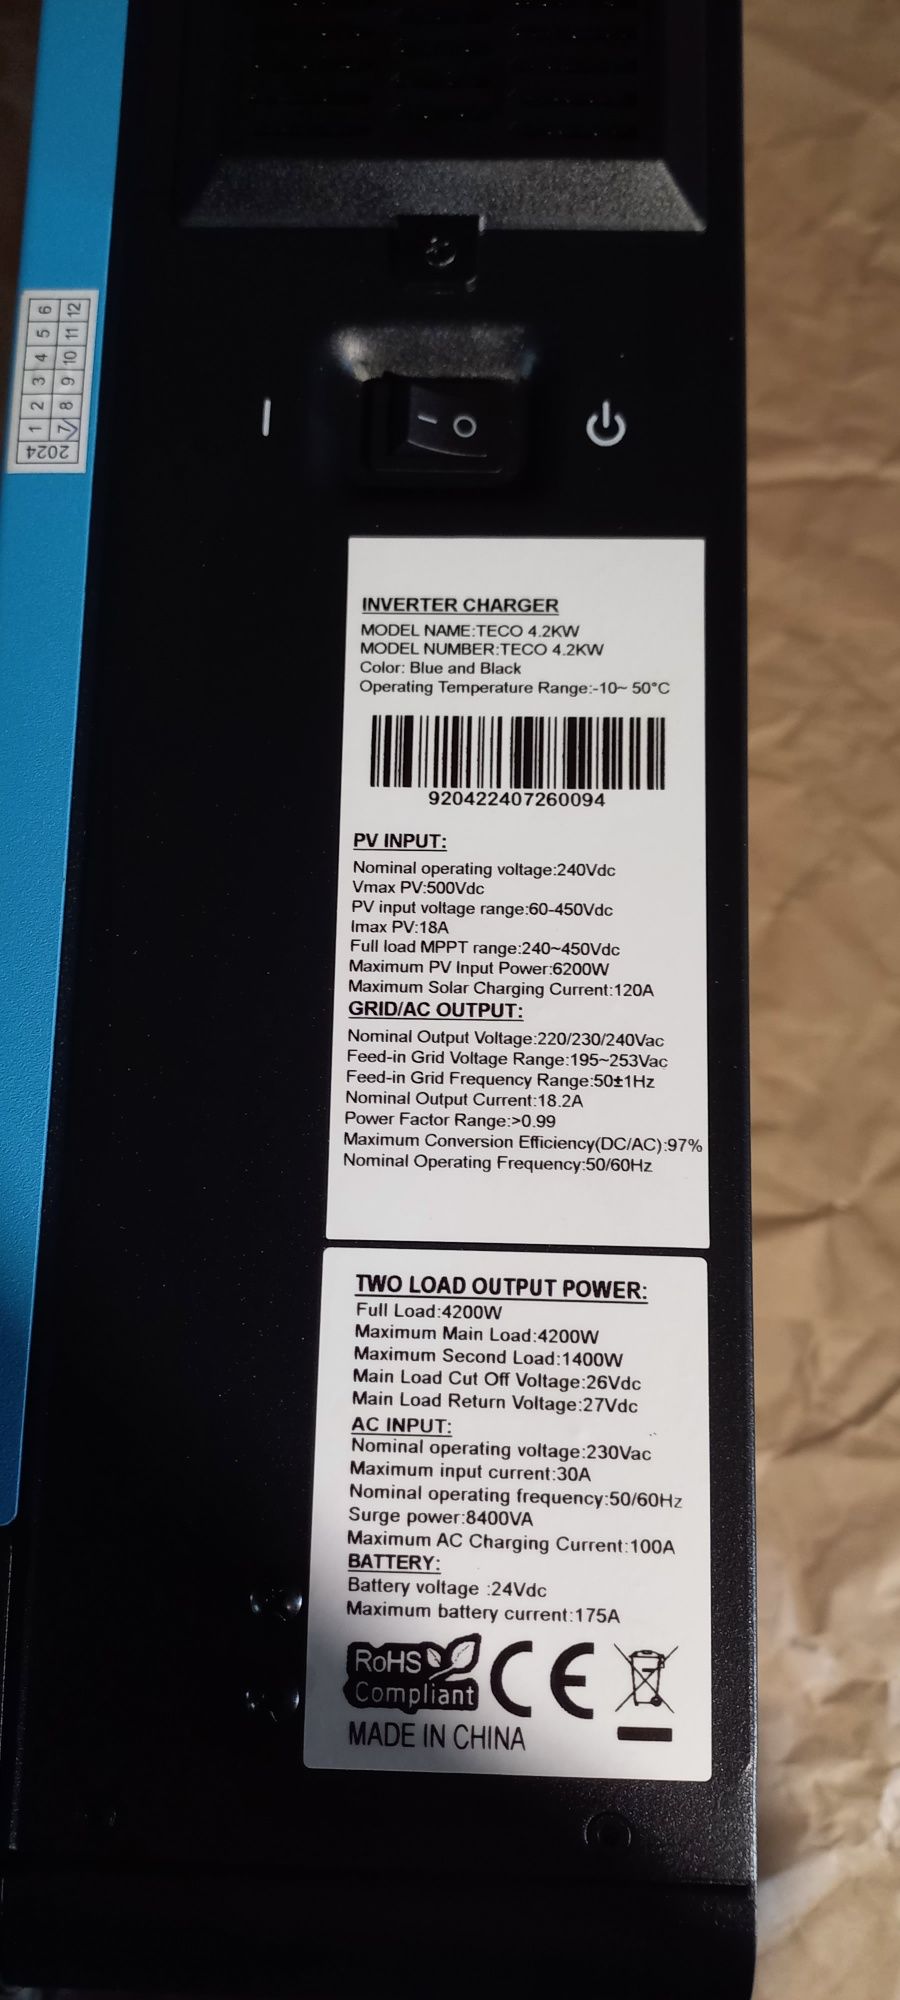 2024
1 2 3 4 5 6
7 8 9 10 11 12
INVERTER CHARGER
MODEL NAME:TECO 4.2KW
MODEL NUMBER:TECO 4.2KW
Color: Blue and Black
Operating Temperature Range:-10~ 50°C
920422407260094
PV INPUT:
Nominal operating voltage:240Vdc
Vmax PV:500Vdc
PV input voltage range:60-450Vdc
Imax PV:18A
Full load MPPT range:240~450Vdc
Maximum PV Input Power:6200W
Maximum Solar Charging Current:120A
GRID/AC OUTPUT:
Nominal Output Voltage:220/230/240Vac
Feed-in Grid Voltage Range:195~253Vac
Feed-in Grid Frequency Range:50±1Hz
Nominal Output Current:18.2A
Power Factor Range:>0.99
Maximum Conversion Efficiency(DC/AC):97%
Nominal Operating Frequency:50/60Hz
TWO LOAD OUTPUT POWER:
Full Load:4200W
Maximum Main Load:4200W
Maximum Second Load:1400W
Main Load Cut Off Voltage:26Vdc
Main Load Return Voltage:27Vdc
AC INPUT:
Nominal operating voltage:230Vac
Maximum input current:30A
Nominal operating frequency:50/60Hz
Surge power:8400VA
Maximum AC Charging Current:100A
BATTERY:
Battery voltage :24Vdc
Maximum battery current:175A
RoHS
Compliant
CE
MADE IN CHINA